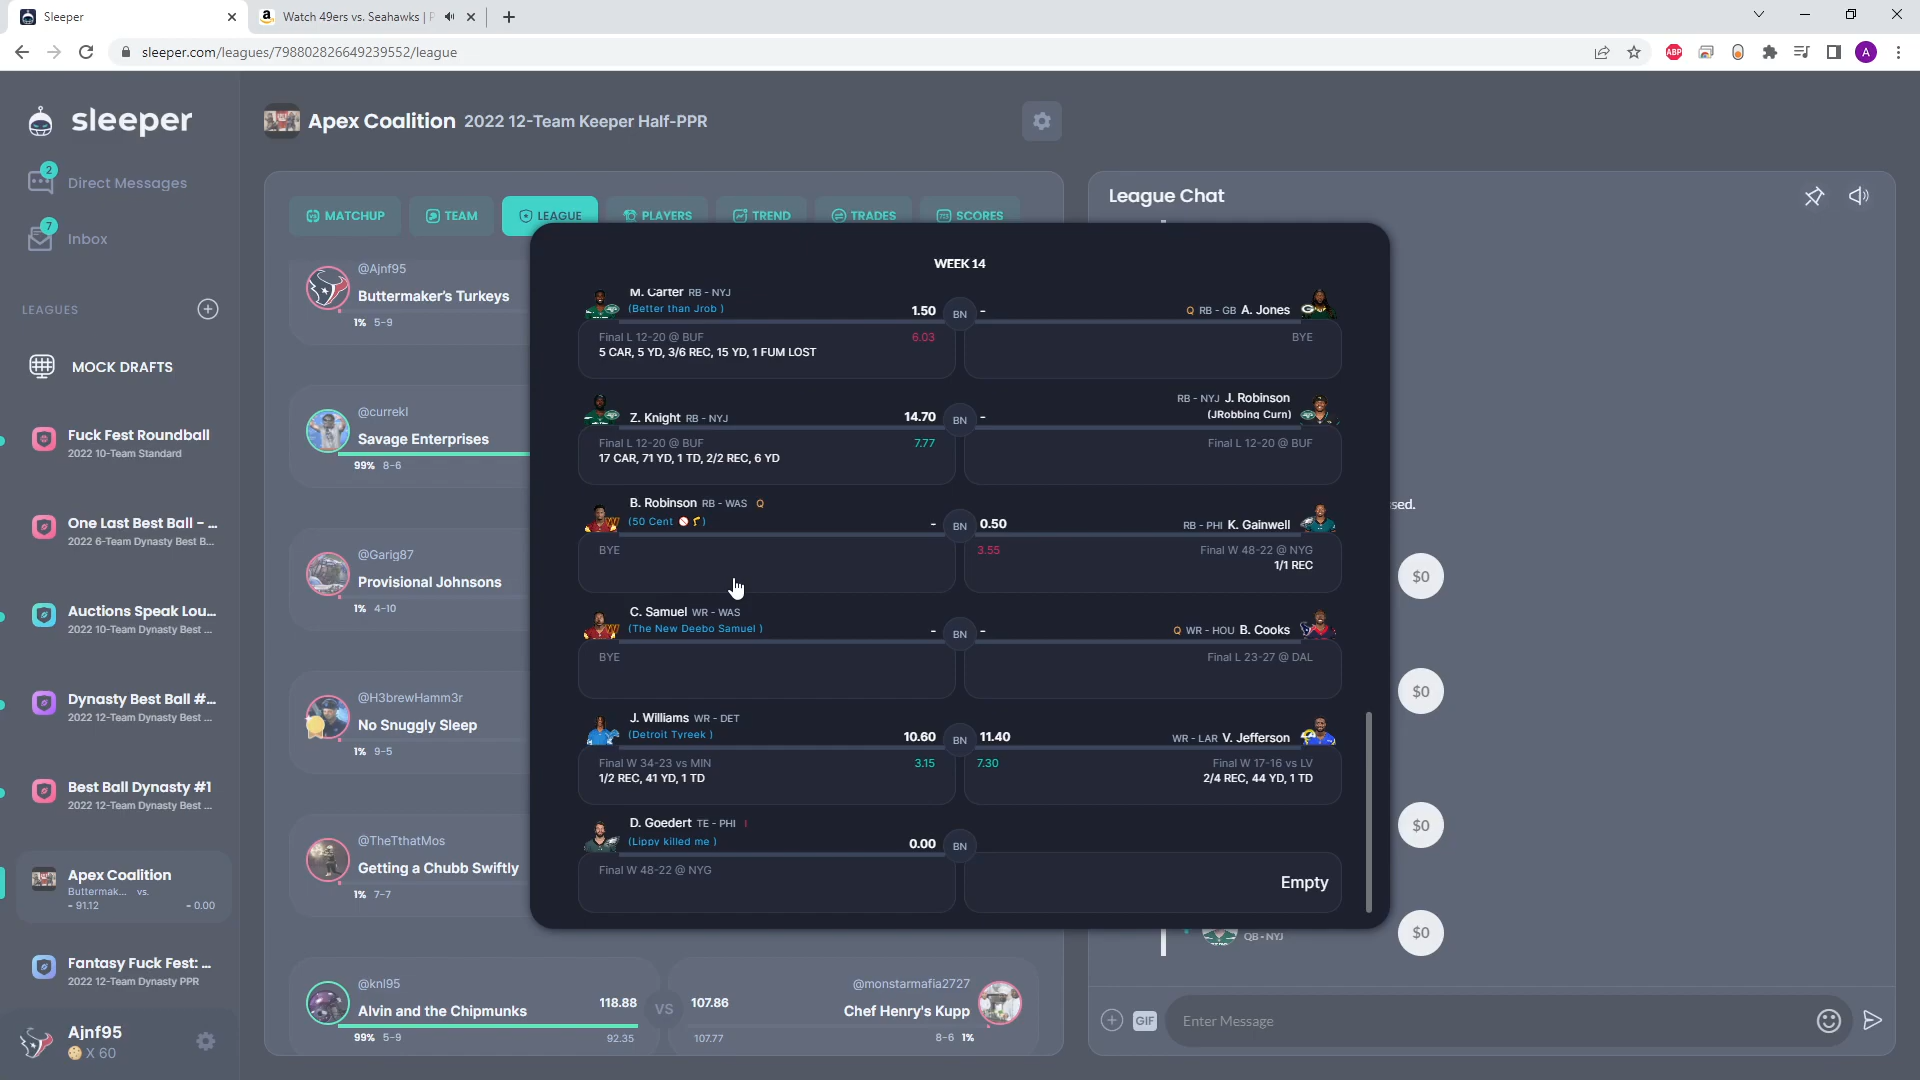 Sleeper
Watch 49ers vs. Seahawks | P
sleeper.com/leagues/798802826649239552/league
ABP
A
sleeper
2
Direct Messages
7
Inbox
LEAGUES
MOCK DRAFTS
Fuck Fest Roundball
2022 10-Team Standard
One Last Best Ball – ...
2022 6-Team Dynasty Best B...
Auctions Speak Lou...
2022 10-Team Dynasty Best ...
Dynasty Best Ball #...
2022 12-Team Dynasty Best ...
Best Ball Dynasty #1
2022 12-Team Dynasty Best ...
Apex Coalition
Buttermak... vs.
- 91.12 - 0.00
Fantasy Fuck Fest: ...
2022 12-Team Dynasty PPR
Ajnf95
X 60
Apex Coalition 2022 12-Team Keeper Half-PPR
MATCHUP
TEAM
LEAGUE
PLAYERS
TREND
TRADES
SCORES
@Ajnf95
Buttermaker's Turkeys
1% 5-9
@currekl
Savage Enterprises
99% 8-6
@Garig87
Provisional Johnsons
1% 4-10
@H3brewHamm3r
No Snuggly Sleep
1% 9-5
@TheTthatMos
Getting a Chubb Swiftly
1% 7-7
@knl95
Alvin and the Chipmunks 118.88
99% 5-9 92.35
VS
@monstarmafia2727
107.86 Chef Henry's Kupp
107.77 8-6 1%
WEEK 14
M. Carter RB - NYJ
(Better than Jrob ) 1.50
BN
- Q RB - GB A. Jones
Final L 12-20 @ BUF 6.03
5 CAR, 5 YD, 3/6 REC, 15 YD, 1 FUM LOST
BYE
Z. Knight RB - NYJ 14.70
BN
- RB - NYJ J. Robinson
(JRobbing Curn)
Final L 12-20 @ BUF 7.77
17 CAR, 71 YD, 1 TD, 2/2 REC, 6 YD
Final L 12-20 @ BUF
B. Robinson RB - WAS Q
(50 Cent ) -
BN
0.50 RB - PHI K. Gainwell
BYE
3.55 Final W 48-22 @ NYG
1/1 REC
C. Samuel WR - WAS
(The New Deebo Samuel ) -
BN
- Q WR - HOU B. Cooks
BYE
Final L 23-27 @ DAL
J. Williams WR - DET
(Detroit Tyreek ) 10.60
BN
11.40 WR - LAR V. Jefferson
Final W 34-23 vs MIN 3.15
1/2 REC, 41 YD, 1 TD
7.30 Final W 17-16 vs LV
2/4 REC, 44 YD, 1 TD
D. Goedert TE - PHI I
(Lippy killed me ) 0.00
BN
Final W 48-22 @ NYG
Empty
League Chat
sed.
$0
$0
$0
$0
QB - NYJ
GIF
Enter Message